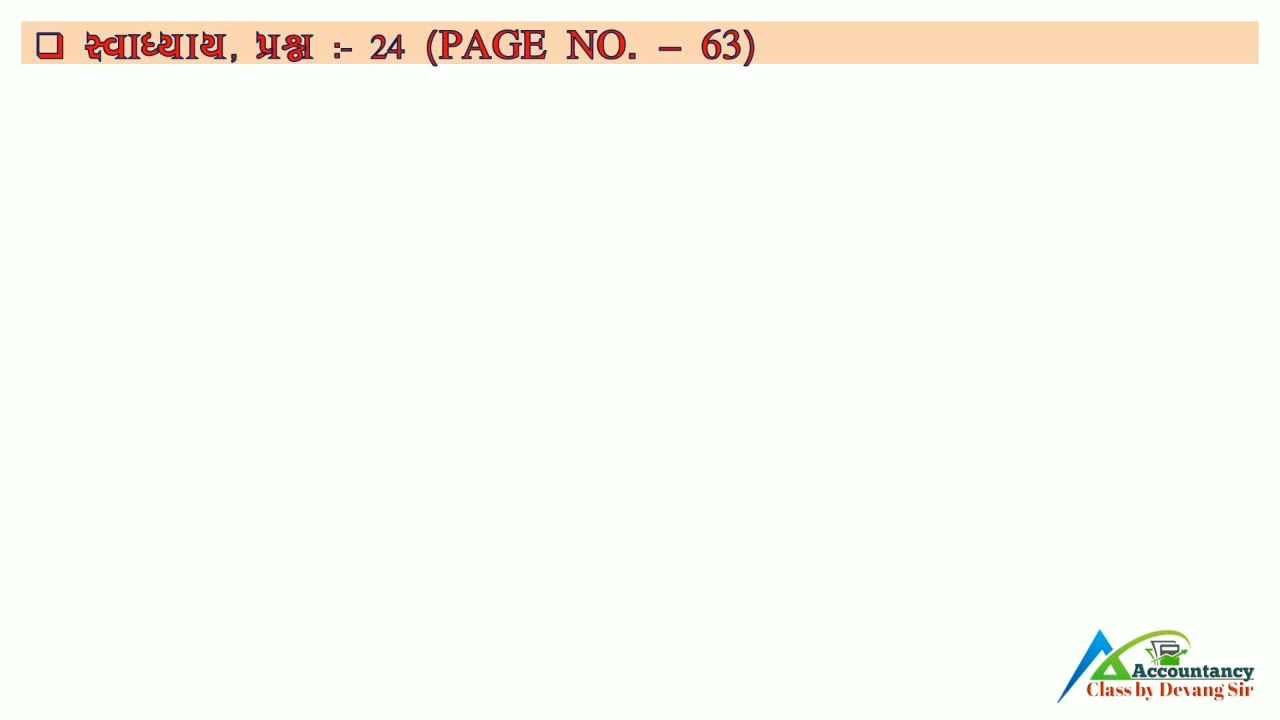 ❑ સ્વાધ્યાય, પ્રશ્ન :- 24 (PAGE NO. – 63)
Accountancy
Class by Devang Sir